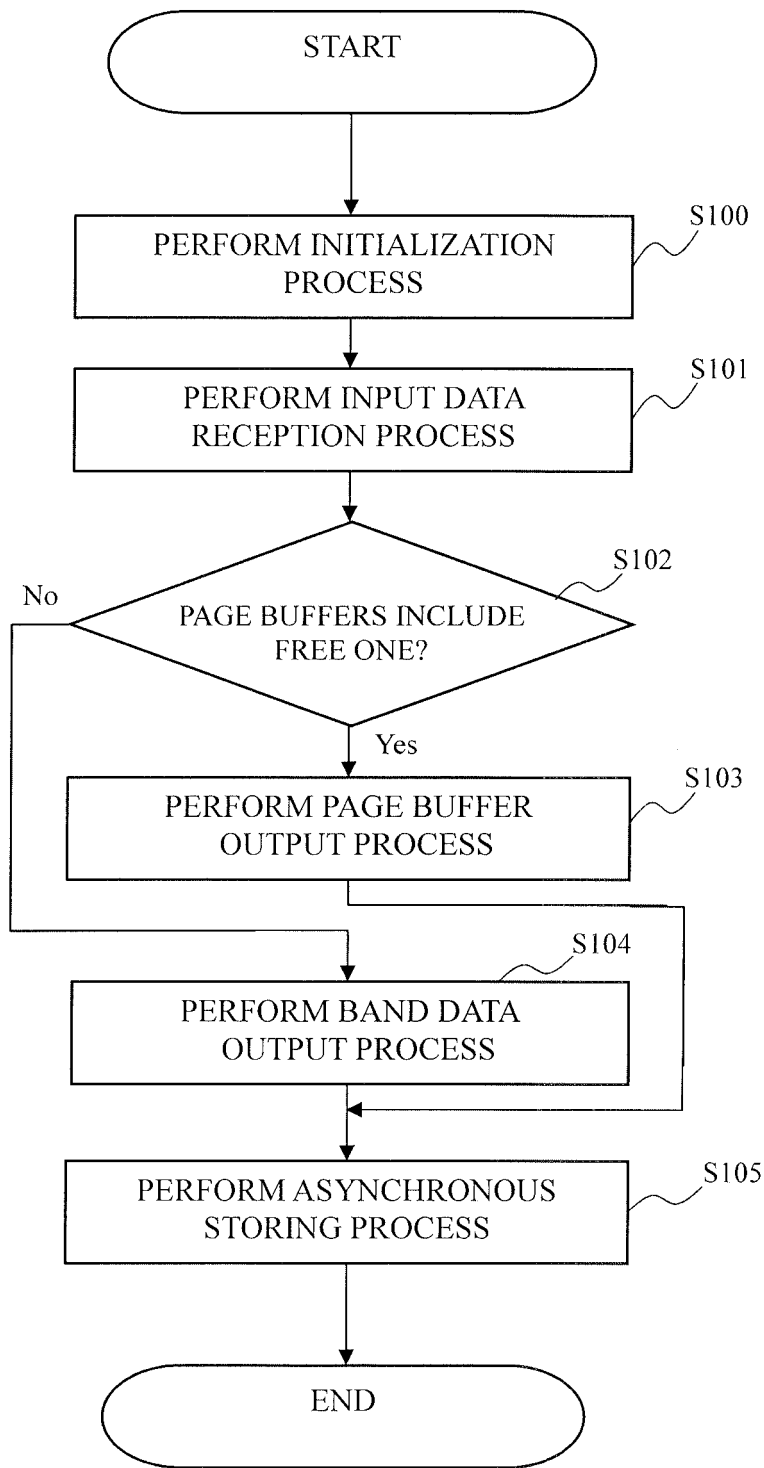 START
S100
PERFORM INITIALIZATION
PROCESS
S101
PERFORM INPUT DATA
RECEPTION PROCESS
S102
No
PAGE BUFFERS INCLUDE
FREE ONE?
Yes
S103
PERFORM PAGE BUFFER
OUTPUT PROCESS
S104
PERFORM BAND DATA
OUTPUT PROCESS
S105
PERFORM ASYNCHRONOUS
STORING PROCESS
END